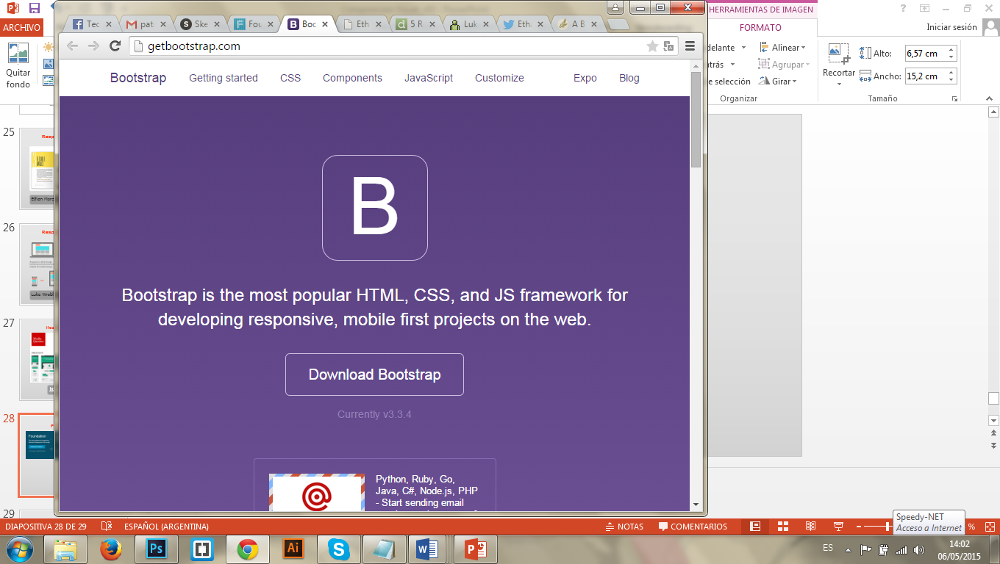 HERRAMIENTAS DE IMAGEN
ARCHIVO
FORMATO
Iniciar sesión
Tec
pat
Ske
Fou
Boo
Eth
5 R
Luk
Eth
A B
getbootstrap.com
Quitar
fondo
delante
Alinear
Agrupar
e selección
Girar
Organizar
Recortar
Alto:
6,57 cm
Ancho:
15,2 cm
Tamaño
Bootstrap
Getting started
CSS
Components
JavaScript
Customize
Expo
Blog
B
Bootstrap is the most popular HTML, CSS, and JS framework for
developing responsive, mobile first projects on the web.
Download Bootstrap
Currently v3.3.4
@
Python, Ruby, Go,
Java, C#, Node.js, PHP
- Start sending email
25
26
27
28
Foundation
29
DIAPOSITIVA 28 DE 29
ESPAÑOL (ARGENTINA)
NOTAS
COMENTARIOS
%
Speedy-NET
Acceso a Internet
Ps
Ai
ES
14:02
06/05/2015